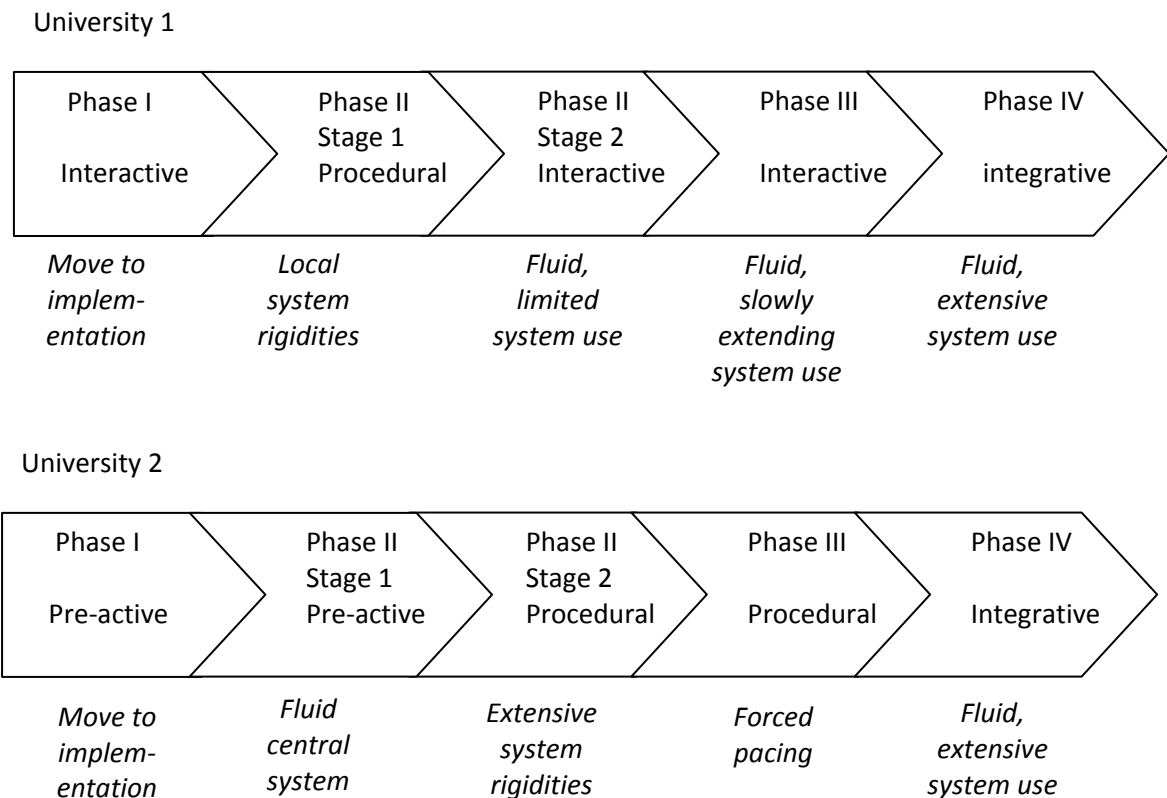 University 1
Phase I
Interactive
Phase II
Stage 1
Procedural
Phase II
Stage 2
Interactive
Phase III
Interactive
Phase IV
integrative
Move to
implem-
entation
Local
system
rigidities
Fluid,
limited
system use
Fluid,
slowly
extending
system use
Fluid,
extensive
system use
University 2
Phase I
Pre-active
Phase II
Stage 1
Pre-active
Phase II
Stage 2
Procedural
Phase III
Procedural
Phase IV
Integrative
Move to
implem-
entation
Fluid
central
system
Extensive
system
rigidities
Forced
pacing
Fluid,
extensive
system use